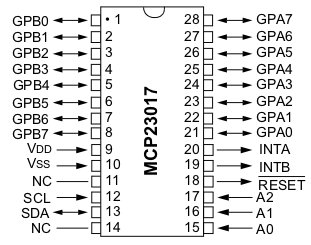 GPB0 1 28 GPA7
GPB1 2 27 GPA6
GPB2 3 26 GPA5
GPB3 4 25 GPA4
GPB4 5 24 GPA3
GPB5 6 23 GPA2
GPB6 7 22 GPA1
GPB7 8 21 GPA0
VDD 9 20 INTA
VSS 10 19 INTB
NC 11 18 RESET
SCL 12 17 A2
SDA 13 16 A1
NC 14 15 A0
MCP23017